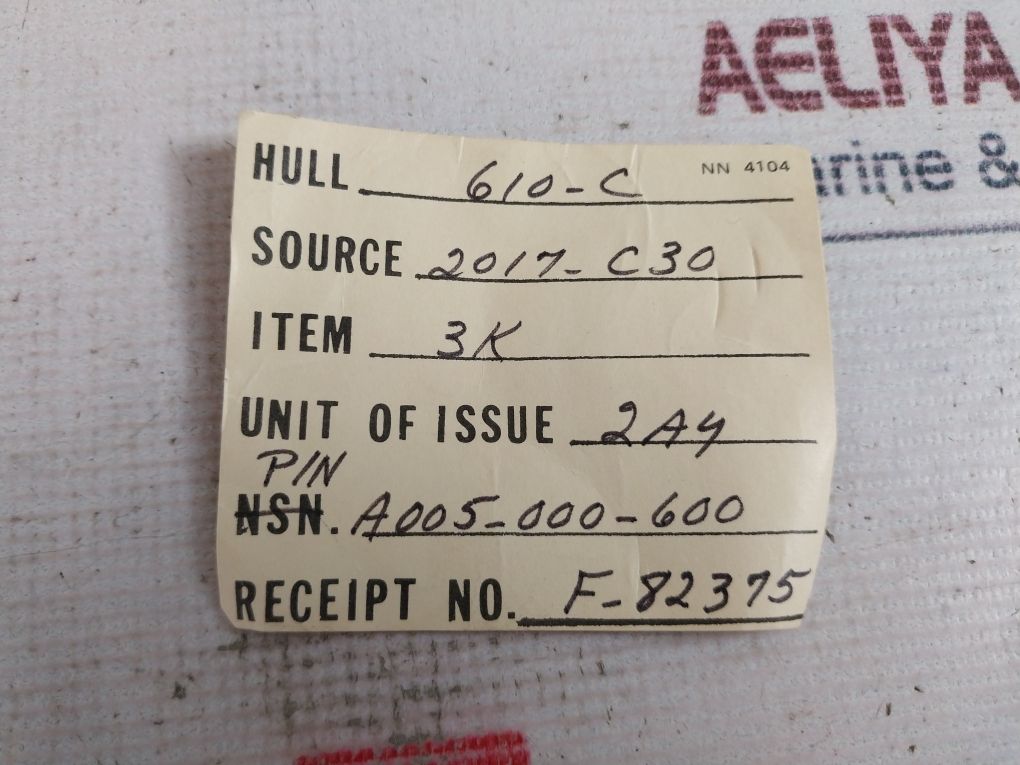 AELIYA
arine &
HULL 610-C NN 4104
SOURCE 2017-C30
ITEM 3K
UNIT OF ISSUE 2A4
P/N
NSN. A005-000-600
RECEIPT NO. F-82375